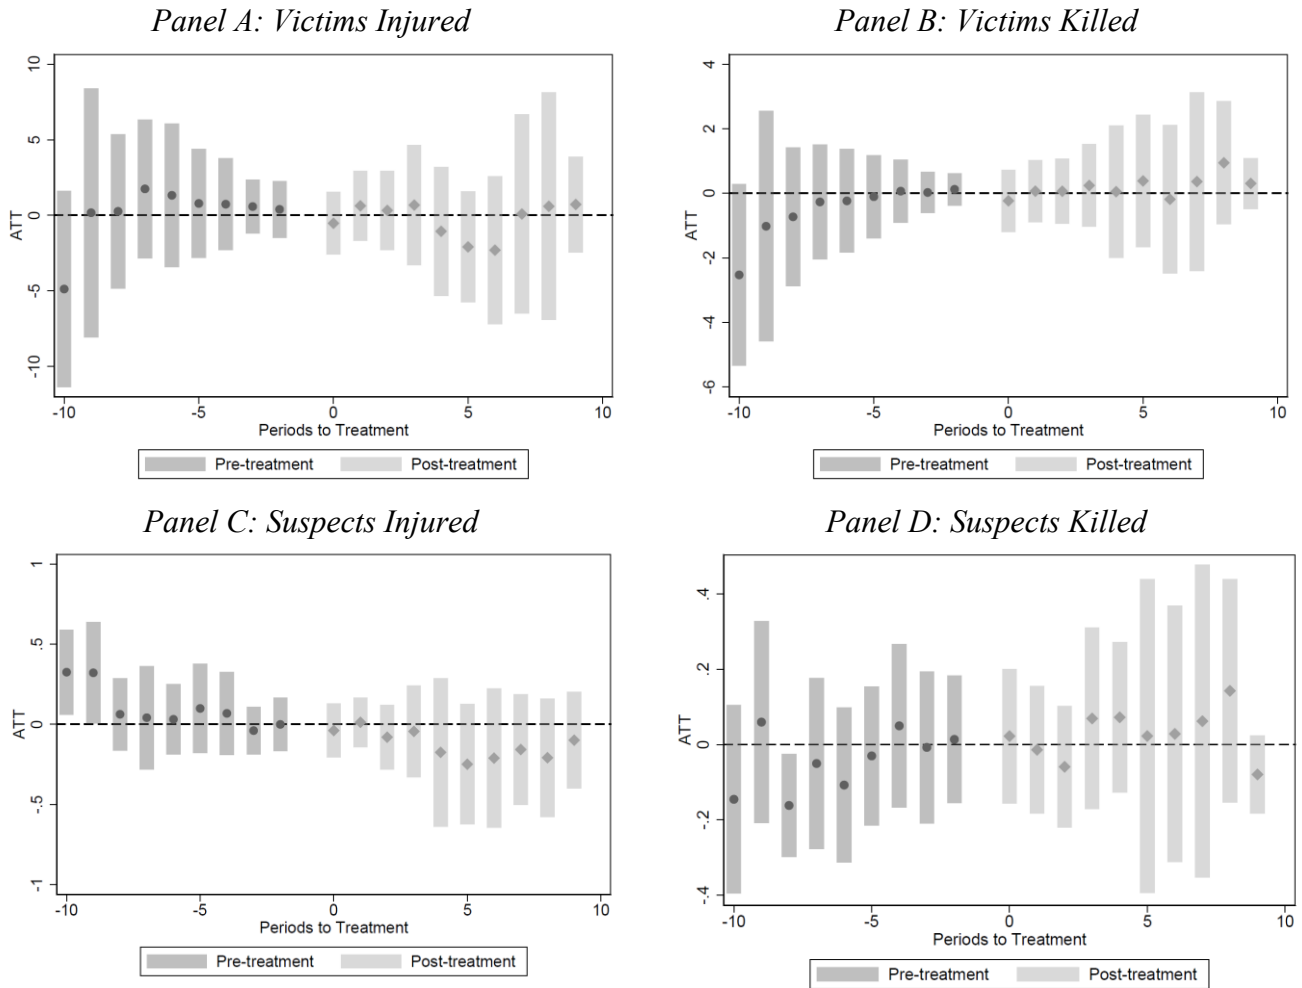 Panel A: Victims Injured
10
5
0
-5
-10
ATT
-10 -5 0 5 10
Periods to Treatment
Pre-treatment Post-treatment
Panel B: Victims Killed
4
2
0
-2
-4
-6
ATT
-10 -5 0 5 10
Periods to Treatment
Pre-treatment Post-treatment
Panel C: Suspects Injured
1
.5
0
-.5
-1
ATT
-10 -5 0 5 10
Periods to Treatment
Pre-treatment Post-treatment
Panel D: Suspects Killed
.4
.2
0
-.2
-.4
ATT
-10 -5 0 5 10
Periods to Treatment
Pre-treatment Post-treatment